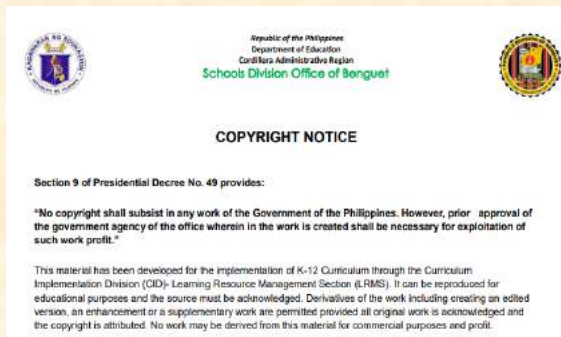 Republic of the Philippines
Department of Education
Cordillera Administrative Region
Schools Division Office of Benguet
COPYRIGHT NOTICE
Section 9 of Presidential Decree No. 49 provides:
“No copyright shall subsist in any work of the Government of the Philippines. However, prior approval of
the government agency of the office wherein in the work is created shall be necessary for exploitation of
such work profit.”
This material has been developed for the implementation of K-12 Curriculum through the Curriculum
Implementation Division (CID)- Learning Resource Management Section (LRMS). It can be reproduced for
educational purposes and the source must be acknowledged. Derivatives of the work including creating an edited
version, an enhancement or a supplementary work are permitted provided all original work is acknowledged and
the copyright is attributed. No work may be derived from this material for commercial purposes and profit.